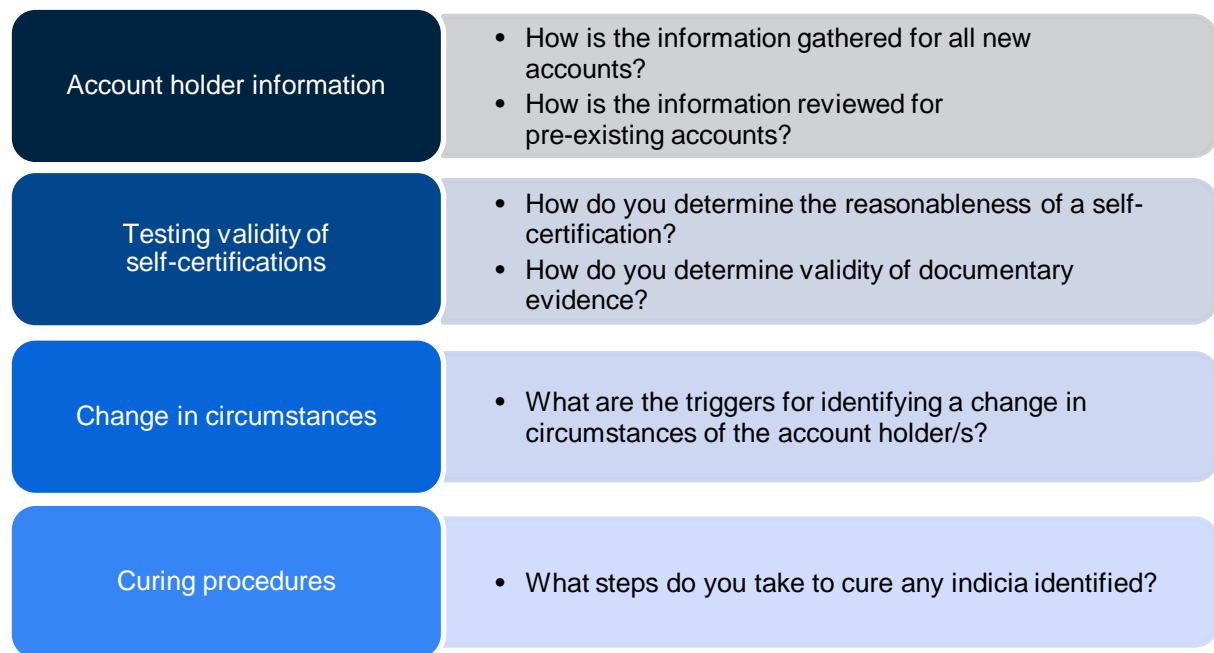 Account holder information
• How is the information gathered for all new
accounts?
• How is the information reviewed for
pre-existing accounts?
Testing validity of
self-certifications
• How do you determine the reasonableness of a self-
certification?
• How do you determine validity of documentary
evidence?
Change in circumstances
• What are the triggers for identifying a change in
circumstances of the account holder/s?
Curing procedures
• What steps do you take to cure any indicia identified?